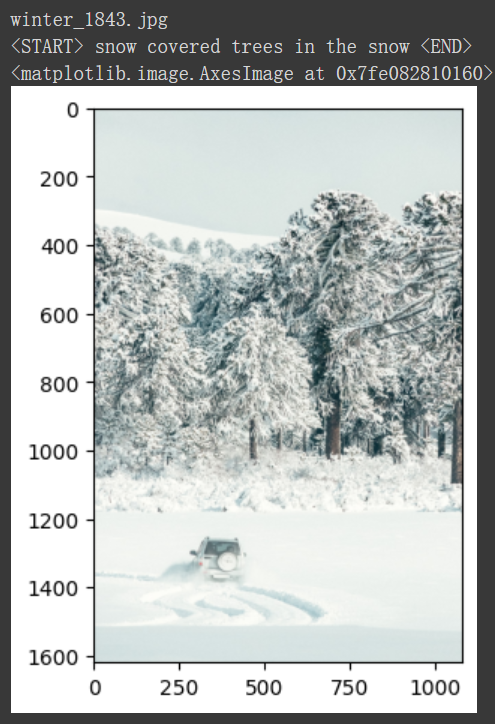 winter_1843.jpg
<START> snow covered trees in the snow <END>
<matplotlib.image.AxesImage at 0x7fe082810160>
0
200
400
600
800
1000
1200
1400
1600
0 250 500 750 1000